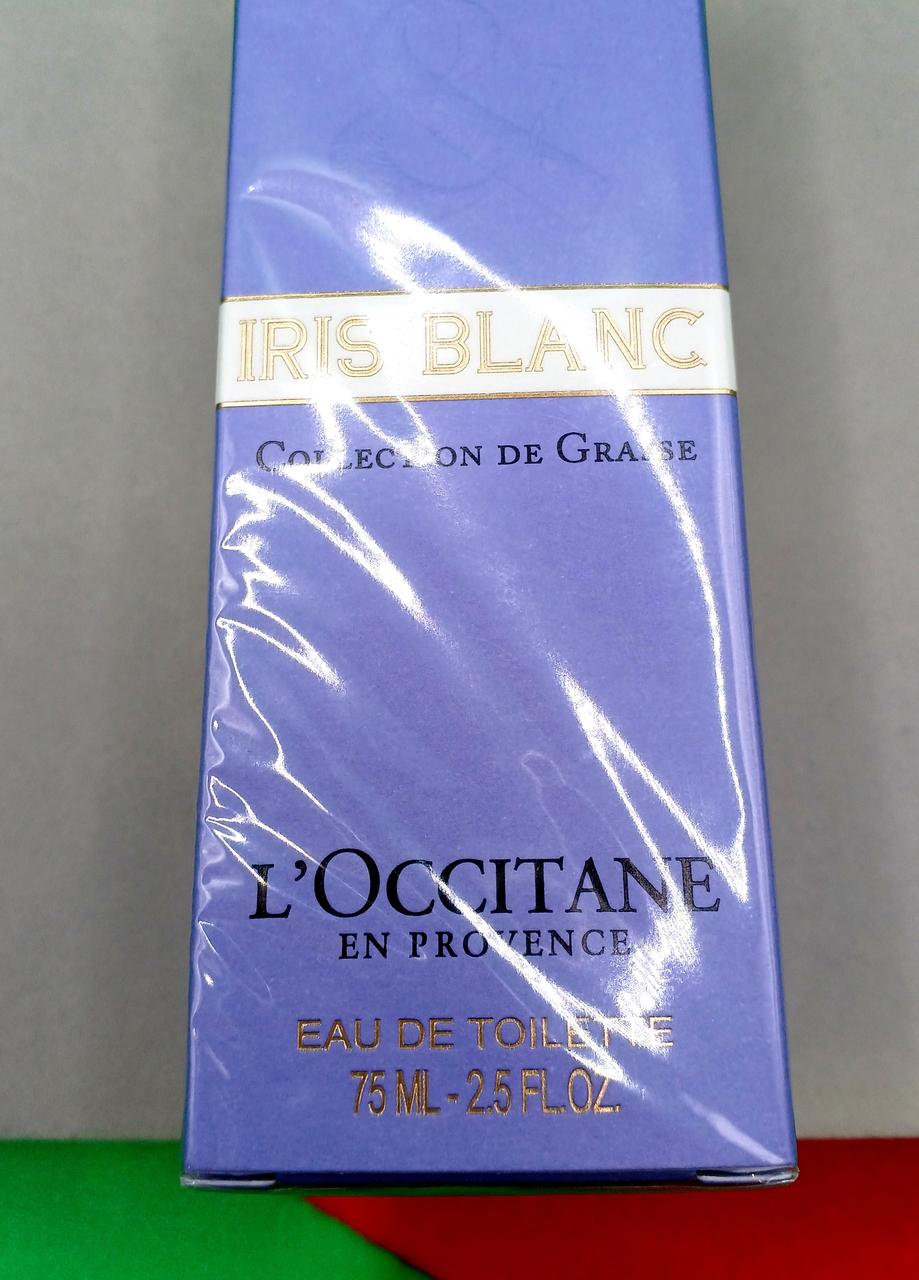 IRIS BLANC
COLLECTION DE GRASSE
L'OCCITANE
EN PROVENCE
EAU DE TOILETTE
75 ML - 2.5 FL.OZ.